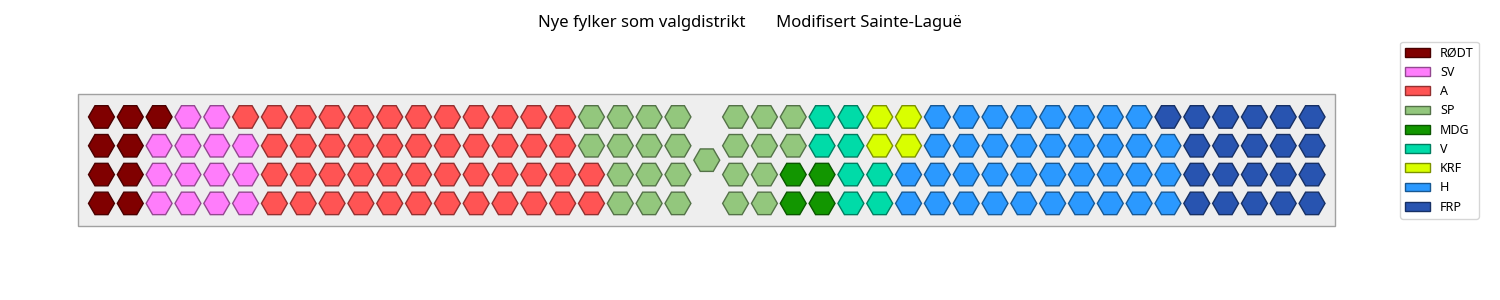 Nye fylker som valgdistrikt Modifisert Sainte-Laguë
RØDT
SV
A
SP
MDG
V
KRF
H
FRP